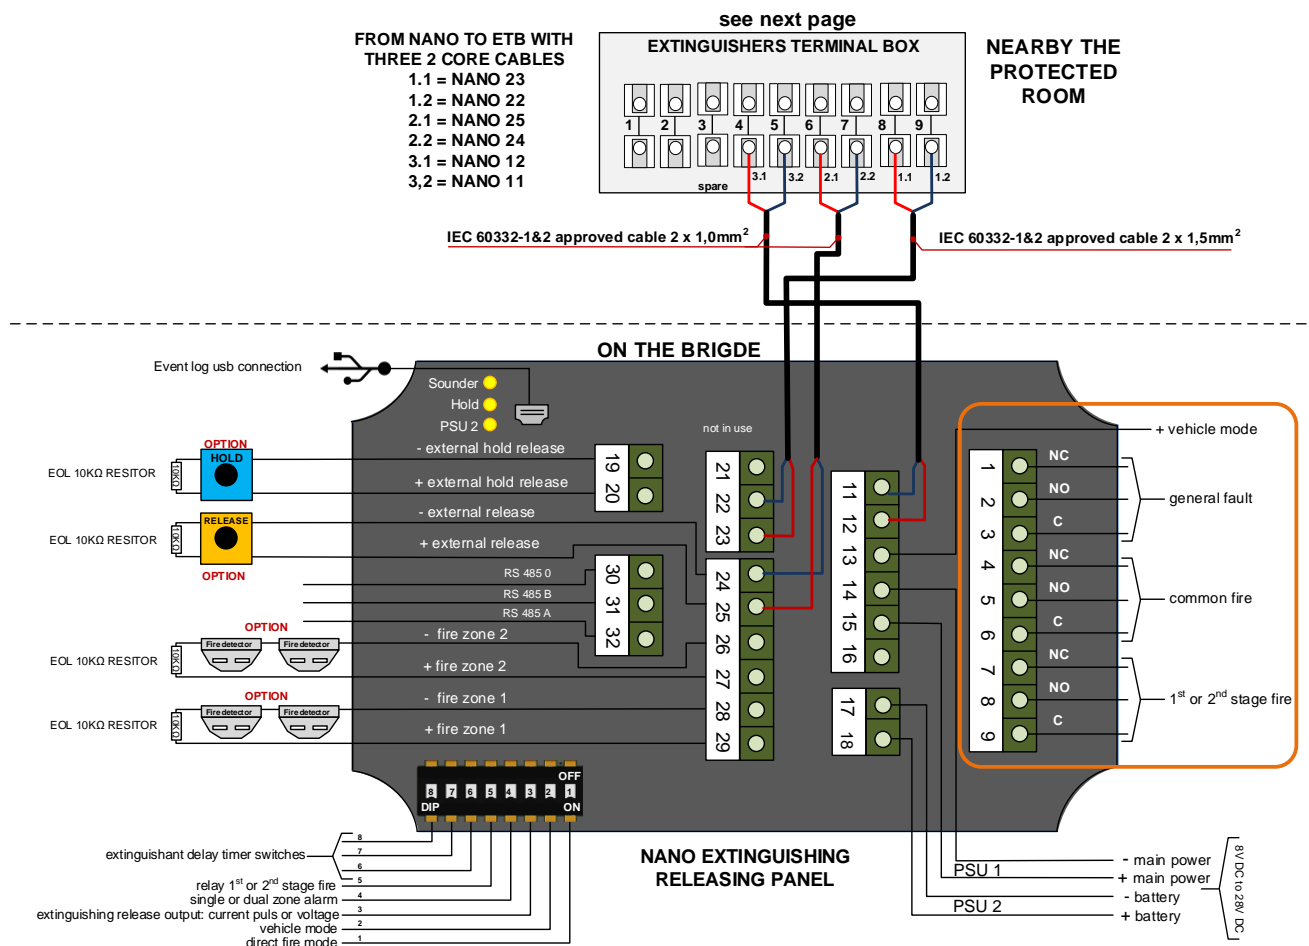 see next page
FROM NANO TO ETB WITH
THREE 2 CORE CABLES
1.1 = NANO 23
1.2 = NANO 22
2.1 = NANO 25
2.2 = NANO 24
3.1 = NANO 12
3,2 = NANO 11
EXTINGUISHERS TERMINAL BOX
1 2 3 4 5 6 7 8 9
3.1 3.2 2.1 2.2 1.1 1.2
spare
NEARBY THE
PROTECTED
ROOM
IEC 60332-1&2 approved cable 2 x 1,0mm²
IEC 60332-1&2 approved cable 2 x 1,5mm²
ON THE BRIGDE
Event log usb connection
Sounder
Hold
PSU 2
not in use
OPTION
HOLD
EOL 10KΩ RESITOR
10KΩ
- external hold release
+ external hold release
19
20
RELEASE
EOL 10KΩ RESITOR
10KΩ
OPTION
- external release
+ external release
RS 485 0
RS 485 B
RS 485 A
30
31
32
OPTION
Fire detector
Fire detector
EOL 10KΩ RESITOR
10KΩ
- fire zone 2
+ fire zone 2
OPTION
Fire detector
Fire detector
EOL 10KΩ RESITOR
10KΩ
- fire zone 1
+ fire zone 1
21
22
23
24
25
26
27
28
29
11
12
13
14
15
16
17
18
+ vehicle mode
1
2
3
4
5
6
7
8
9
NC
NO
C
general fault
NC
NO
C
common fire
NC
NO
C
1st or 2nd stage fire
OFF
8 7 6 5 4 3 2 1
DIP
ON
8
extinguishant delay timer switches 7
6
relay 1st or 2nd stage fire 5
single or dual zone alarm 4
extinguishing release output: current puls or voltage 3
vehicle mode 2
direct fire mode 1
NANO EXTINGUISHING
RELEASING PANEL
PSU 1
PSU 2
- main power
+ main power
- battery
+ battery
8V DC to 28V DC